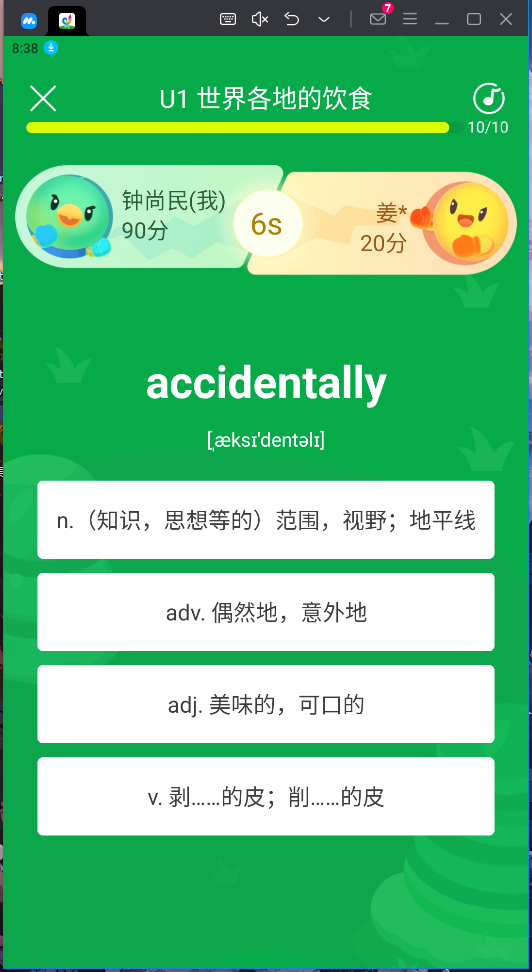 7
8:38
U1 世界各地的饮食
10/10
钟尚民(我)
90分
6s
姜*
20分
accidentally
[ˌæksɪ'dentəlɪ]
n.（知识，思想等的）范围，视野；地平线
adv. 偶然地，意外地
adj. 美味的，可口的
v. 剥……的皮；削……的皮